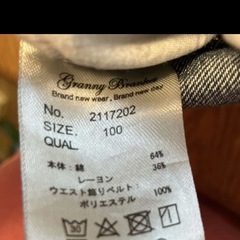 Granny Branket
Brand new wear, Brand new day
No. 2117202
SIZE. 100
QUAL.
本体:綿 64%
レーヨン 36%
ウエスト飾りベルト:
ポリエステル 100%